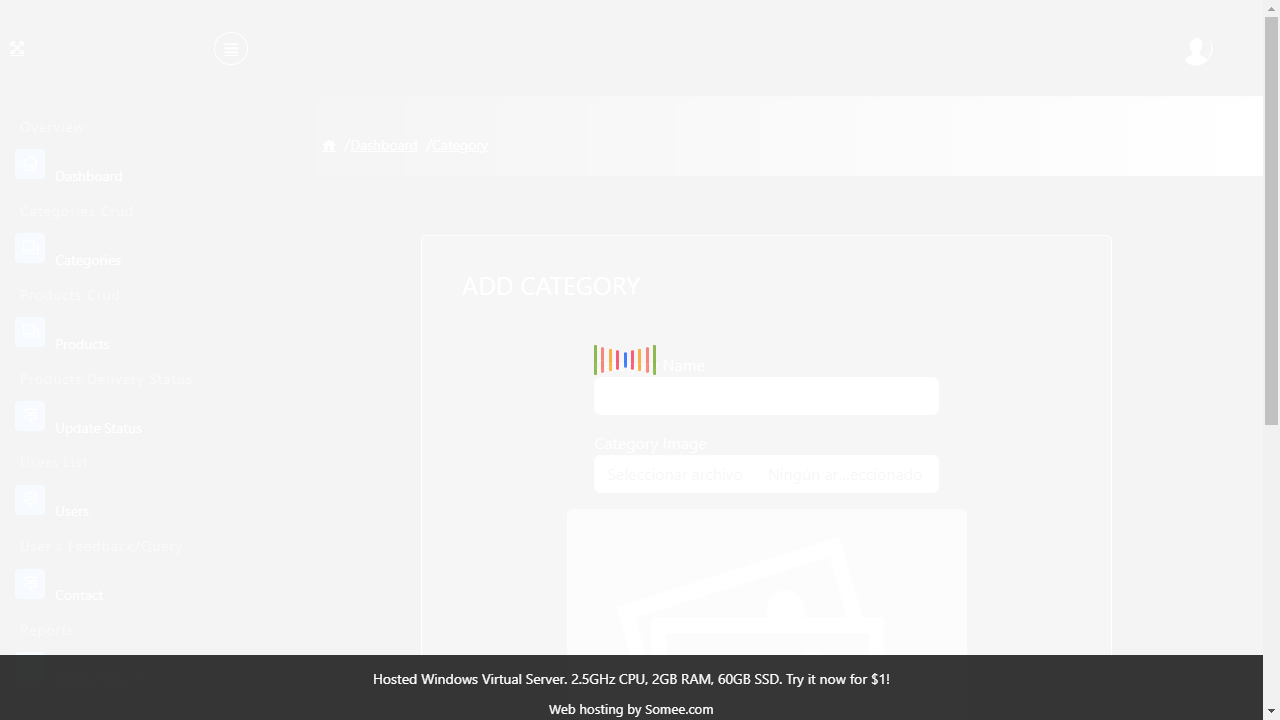 /Dashboard /Category
Overview
Dashboard
Categories Crud
Categories
Products Crud
Products
Products Delivery Status
Update Status
Users List
Users
User's Feedback/Query
Contact
Reports
ADD CATEGORY
Name
Category Image
Seleccionar archivo Ningún ar...eccionado
Hosted Windows Virtual Server. 2.5GHz CPU, 2GB RAM, 60GB SSD. Try it now for $1!
Web hosting by Somee.com